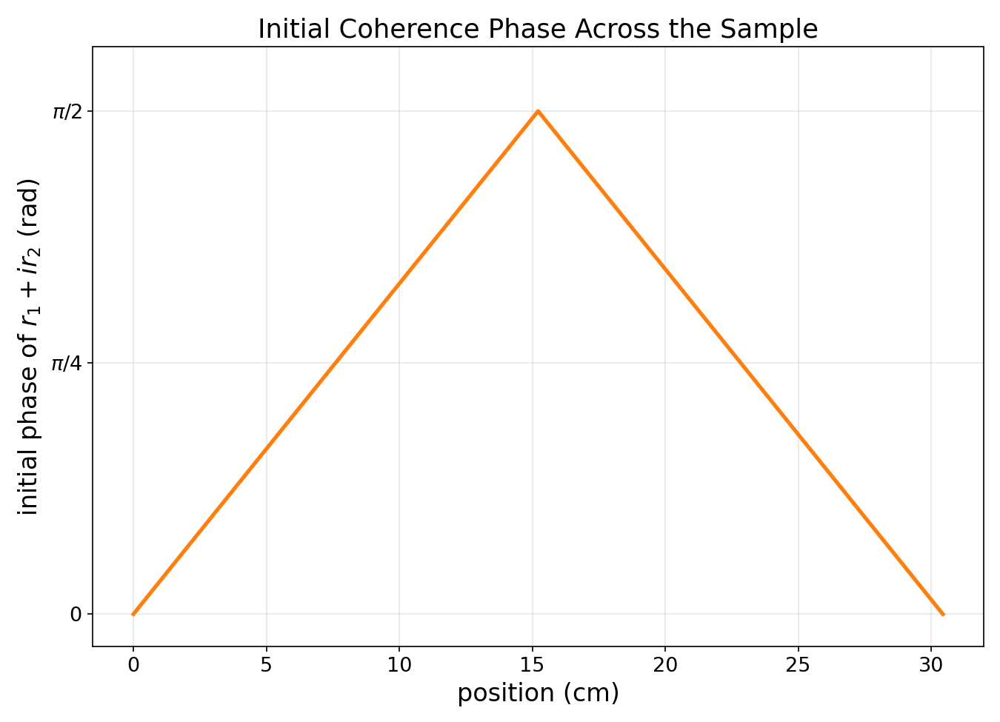 Initial Coherence Phase Across the Sample
initial phase of r₁ + ir₂ (rad)
π/2
π/4
0
0
5
10
15
20
25
30
position (cm)